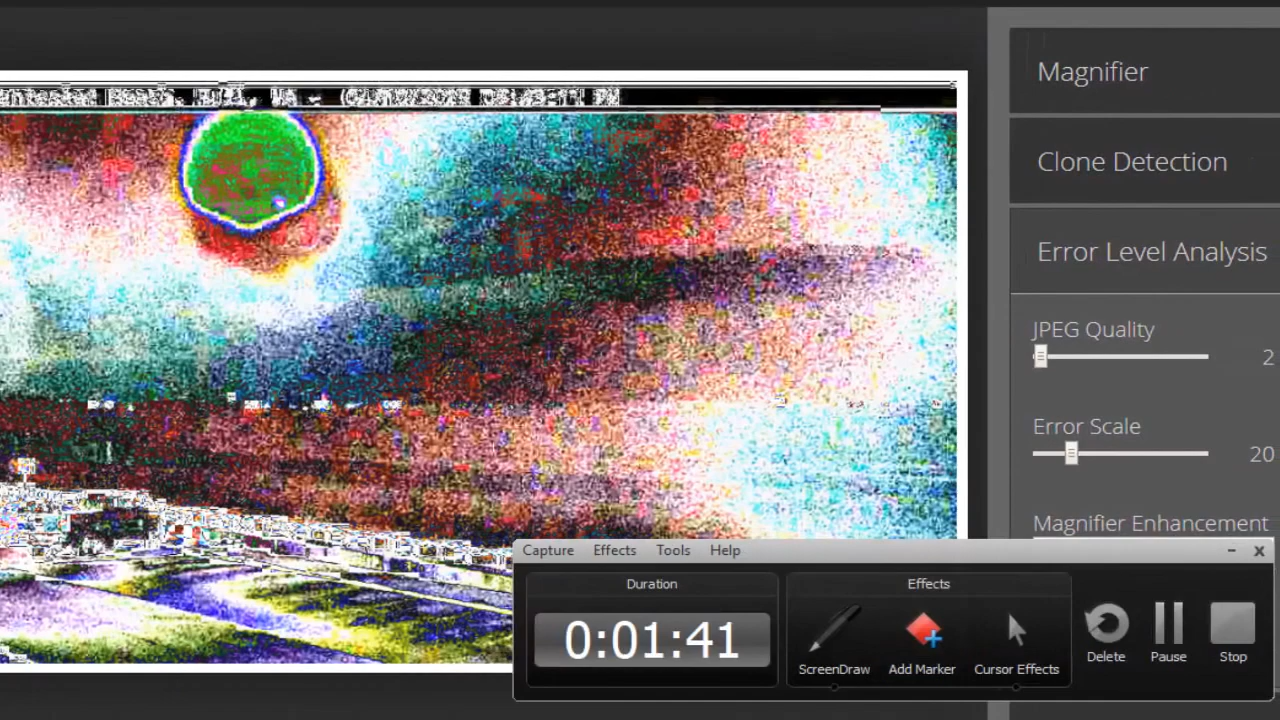 Magnifier
Clone Detection
Error Level Analysis
JPEG Quality
2
Error Scale
20
Magnifier Enhancement
Capture Effects Tools Help
Duration
Effects
0:01:41
ScreenDraw
Add Marker
Cursor Effects
Delete
Pause
Stop